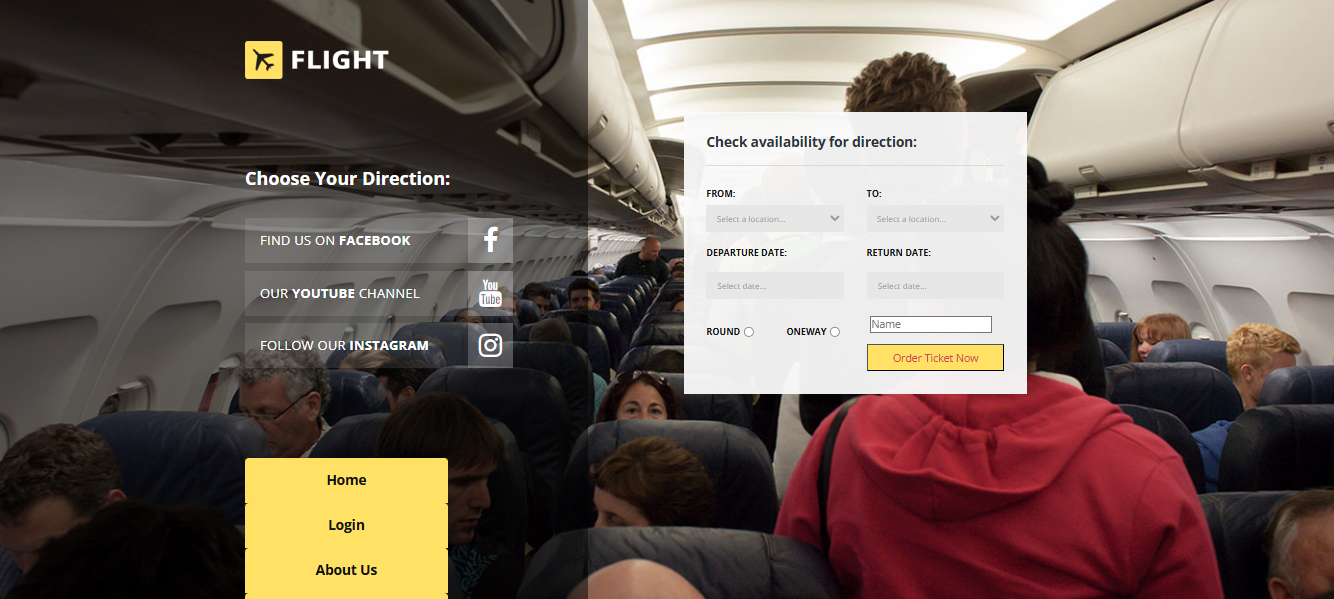 FLIGHT
Choose Your Direction:
FIND US ON FACEBOOK
OUR YOUTUBE CHANNEL
You
Tube
FOLLOW OUR INSTAGRAM
Home
Login
About Us
Check availability for direction:
FROM: TO:
Select a location... Select a location...
DEPARTURE DATE: RETURN DATE:
Select date... Select date...
ROUND ONEWAY Name
Order Ticket Now